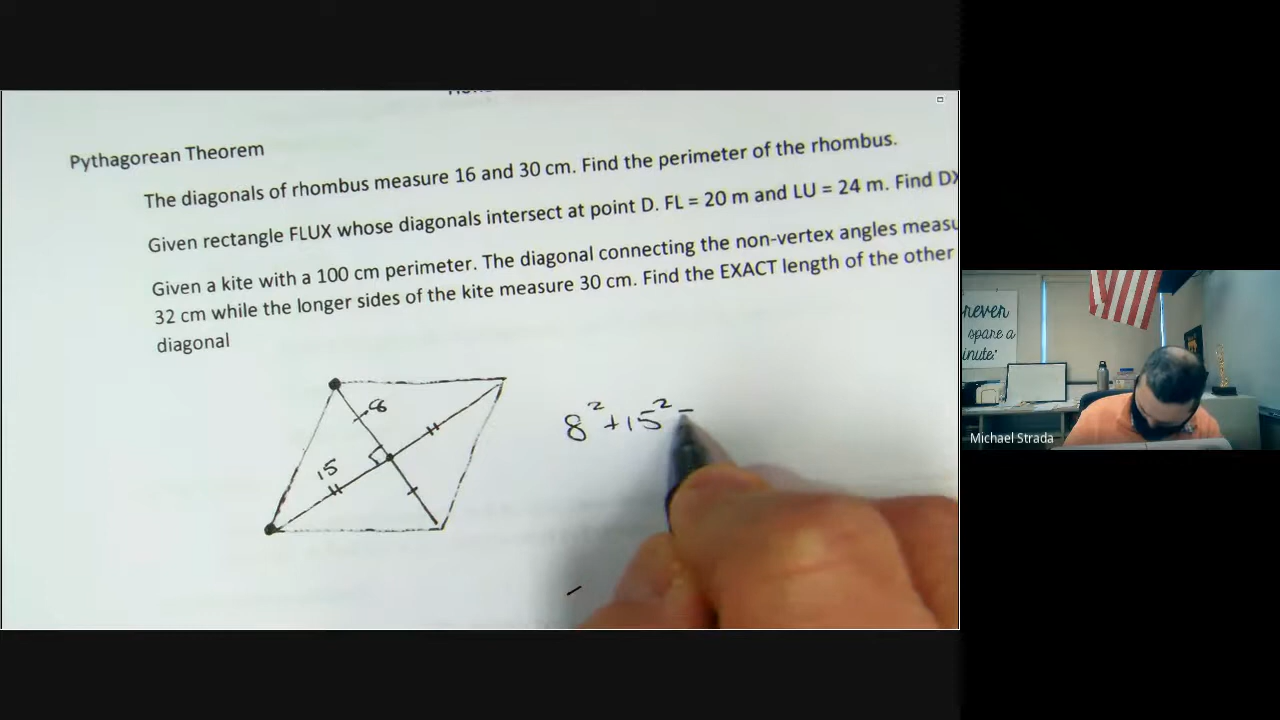 Pythagorean Theorem
The diagonals of rhombus measure 16 and 30 cm. Find the perimeter of the rhombus.
Given rectangle FLUX whose diagonals intersect at point D. FL = 20 m and LU = 24 m. Find DX
Given a kite with a 100 cm perimeter. The diagonal connecting the non-vertex angles measu
32 cm while the longer sides of the kite measure 30 cm. Find the EXACT length of the other
diagonal
8
15
8² + 15² =
never
spare a
minute.
Michael Strada